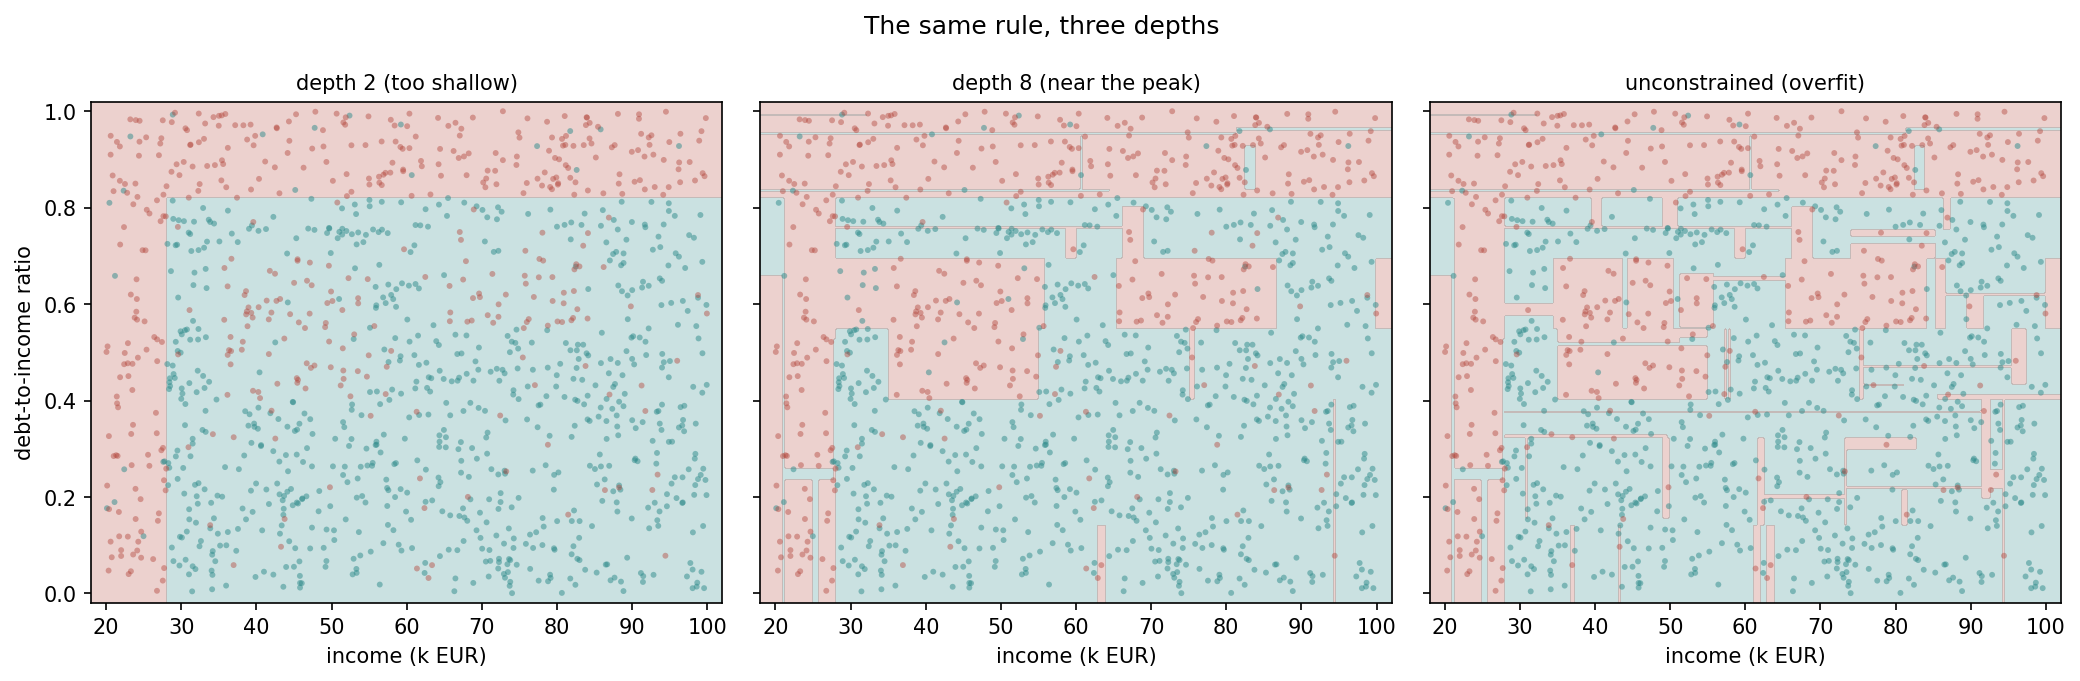 The same rule, three depths
depth 2 (too shallow)
depth 8 (near the peak)
unconstrained (overfit)
debt-to-income ratio
1.0
0.8
0.6
0.4
0.2
0.0
20 30 40 50 60 70 80 90 100
20 30 40 50 60 70 80 90 100
20 30 40 50 60 70 80 90 100
income (k EUR)
income (k EUR)
income (k EUR)